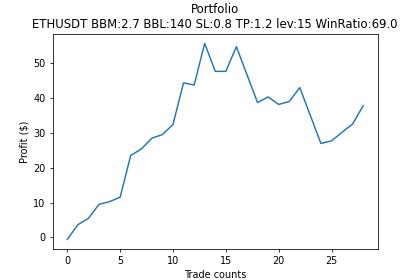 Portfolio
ETHUSDT BBM:2.7 BBL:140 SL:0.8 TP:1.2 lev:15 WinRatio:69.0
50
40
30
20
10
0
Profit ($)
0 5 10 15 20 25
Trade counts